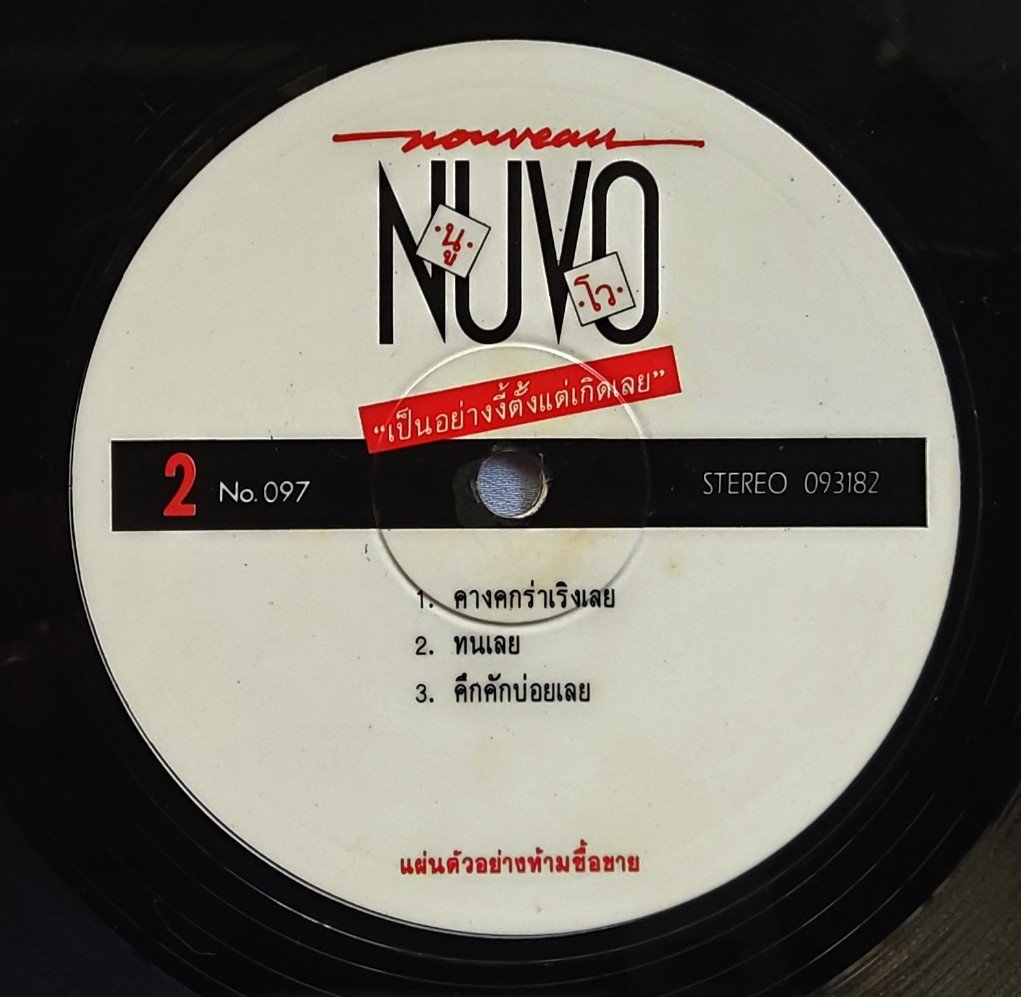 nouveau
NUVO
·นู·
·โว·
“เป็นอย่างงี้ตั้งแต่เกิดเลย”
2 No. 097 STEREO 093182
1. คางคกร่าเริงเลย
2. ทนเลย
3. คึกคักบ่อยเลย
แผ่นตัวอย่างห้ามซื้อขาย